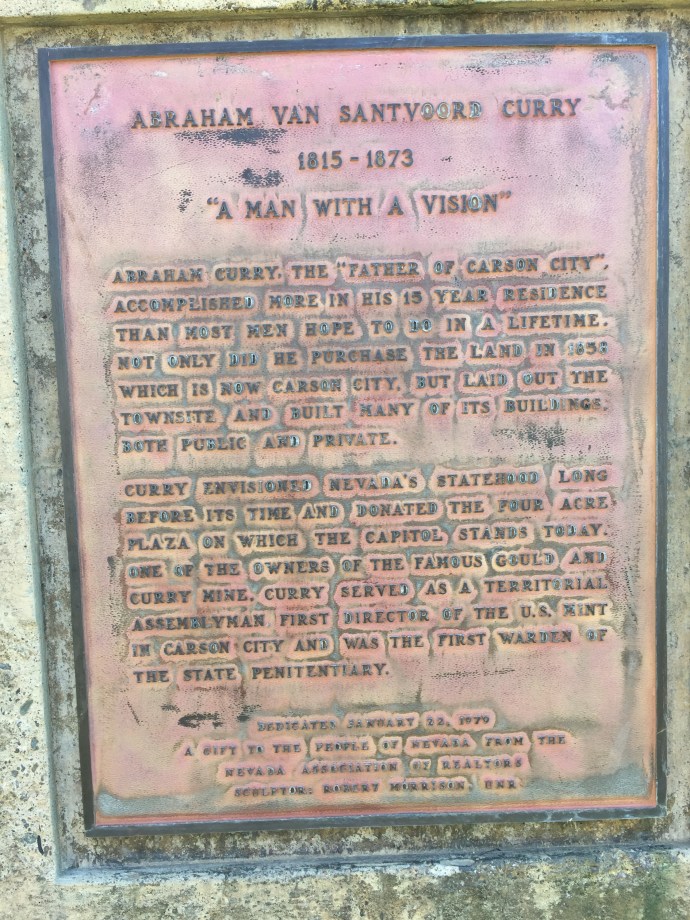 ABRAHAM VAN SANTVOORD CURRY
1815 - 1873
"A MAN WITH A VISION"
ABRAHAM CURRY, THE "FATHER OF CARSON CITY",
ACCOMPLISHED MORE IN HIS 15 YEAR RESIDENCE
THAN MOST MEN HOPE TO DO IN A LIFETIME.
NOT ONLY DID HE PURCHASE THE LAND IN 1858
WHICH IS NOW CARSON CITY, BUT LAID OUT THE
TOWNSITE AND BUILT MANY OF ITS BUILDINGS,
BOTH PUBLIC AND PRIVATE.
CURRY ENVISIONED NEVADA'S STATEHOOD LONG
BEFORE ITS TIME AND DONATED THE FOUR ACRE
PLAZA ON WHICH THE CAPITOL STANDS TODAY.
ONE OF THE OWNERS OF THE FAMOUS GOULD AND
CURRY MINE, CURRY SERVED AS A TERRITORIAL
ASSEMBLYMAN, FIRST DIRECTOR OF THE U.S. MINT
IN CARSON CITY AND WAS THE FIRST WARDEN OF
THE STATE PENITENTIARY.
DEDICATED JANUARY 22, 1979
A GIFT TO THE PEOPLE OF NEVADA FROM THE
NEVADA ASSOCIATION OF REALTORS
SCULPTOR: ROBERT MORRISON, UNR